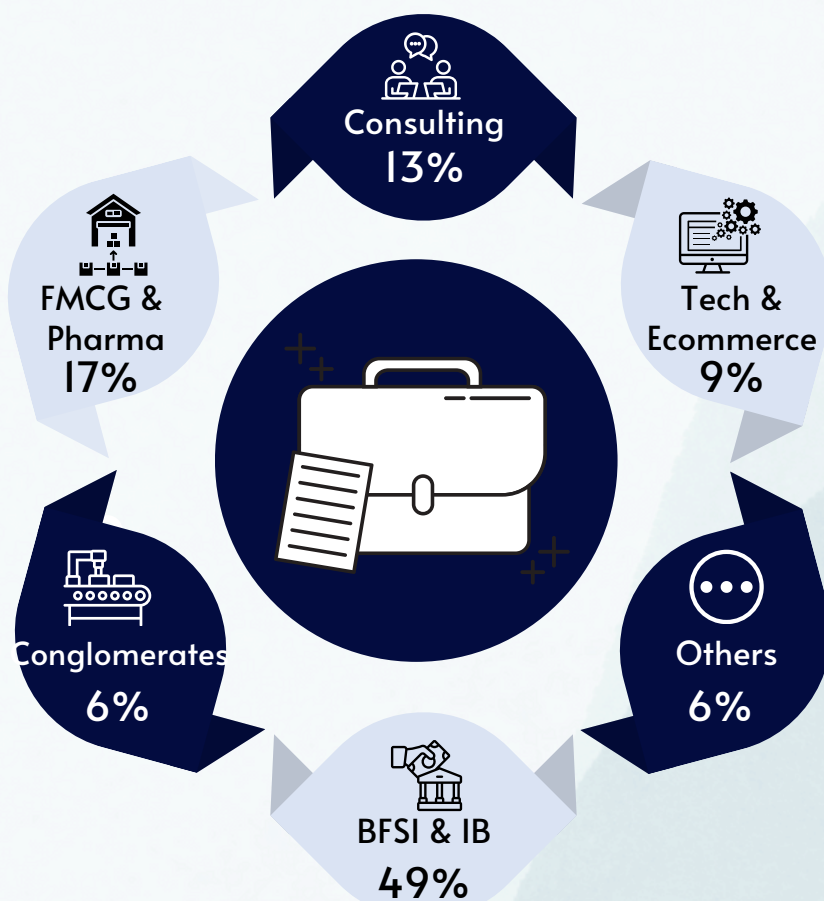 Consulting
13%
Tech &
Ecommerce
9%
Others
6%
BFSI & IB
49%
Conglomerates
6%
FMCG &
Pharma
17%